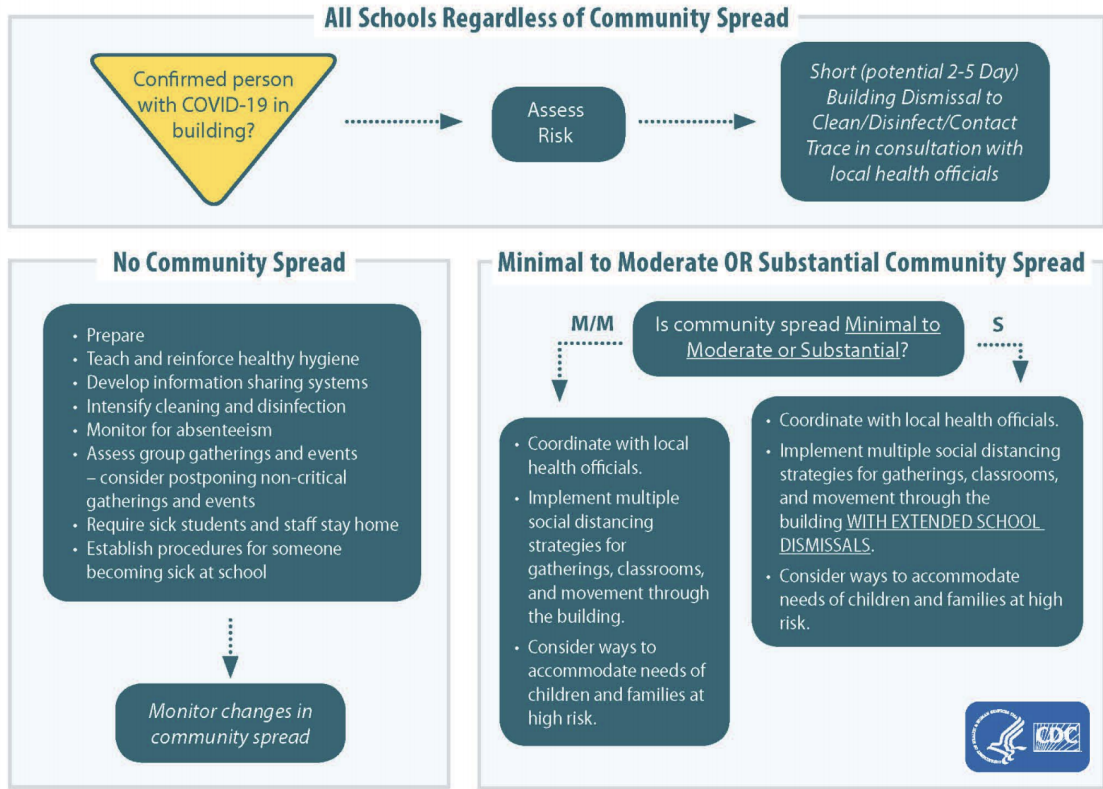 All Schools Regardless of Community Spread
Confirmed person
with COVID-19 in
building?
Assess
Risk
Short (potential 2-5 Day)
Building Dismissal to
Clean/Disinfect/Contact
Trace in consultation with
local health officials
No Community Spread
• Prepare
• Teach and reinforce healthy hygiene
• Develop information sharing systems
• Intensify cleaning and disinfection
• Monitor for absenteeism
• Assess group gatherings and events
– consider postponing non-critical
gatherings and events
• Require sick students and staff stay home
• Establish procedures for someone
becoming sick at school
Monitor changes in
community spread
Minimal to Moderate OR Substantial Community Spread
Is community spread Minimal to
Moderate or Substantial?
M/M
S
• Coordinate with local
health officials.
• Implement multiple
social distancing
strategies for
gatherings, classrooms,
and movement through
the building.
• Consider ways to
accommodate needs of
children and families at
high risk.
• Coordinate with local health officials.
• Implement multiple social distancing
strategies for gatherings, classrooms,
and movement through the
building WITH EXTENDED SCHOOL
DISMISSALS.
• Consider ways to accommodate
needs of children and families at high
risk.
CDC